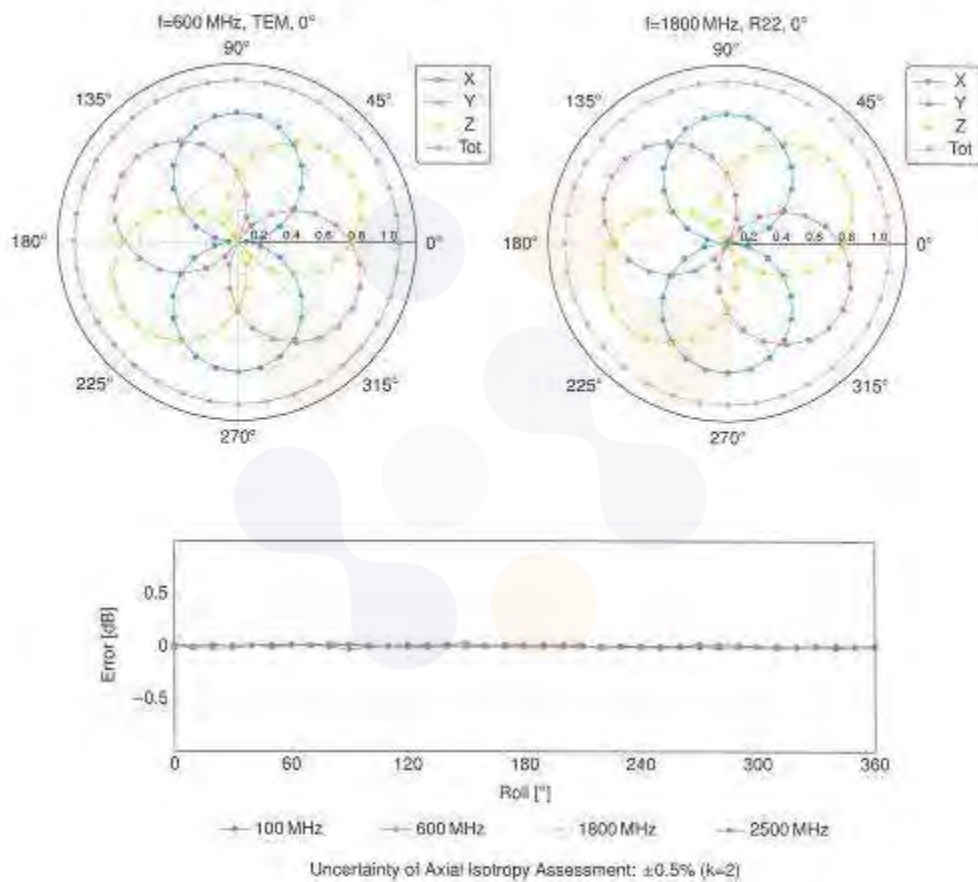 f=600 MHz, TEM, 0°
90°
135°
45°
180°
0.2 0.4 0.6 0.8 1.0
0°
225°
315°
270°
X
Y
Z
Tot
f=1800 MHz, R22, 0°
90°
135°
45°
180°
0.2 0.4 0.6 0.8 1.0
0°
225°
315°
270°
X
Y
Z
Tot
Error [dB]
0.5
0
−0.5
0 60 120 180 240 300 360
Roll [°]
100 MHz 600 MHz 1800 MHz 2500 MHz
Uncertainty of Axial Isotropy Assessment: ±0.5% (k=2)